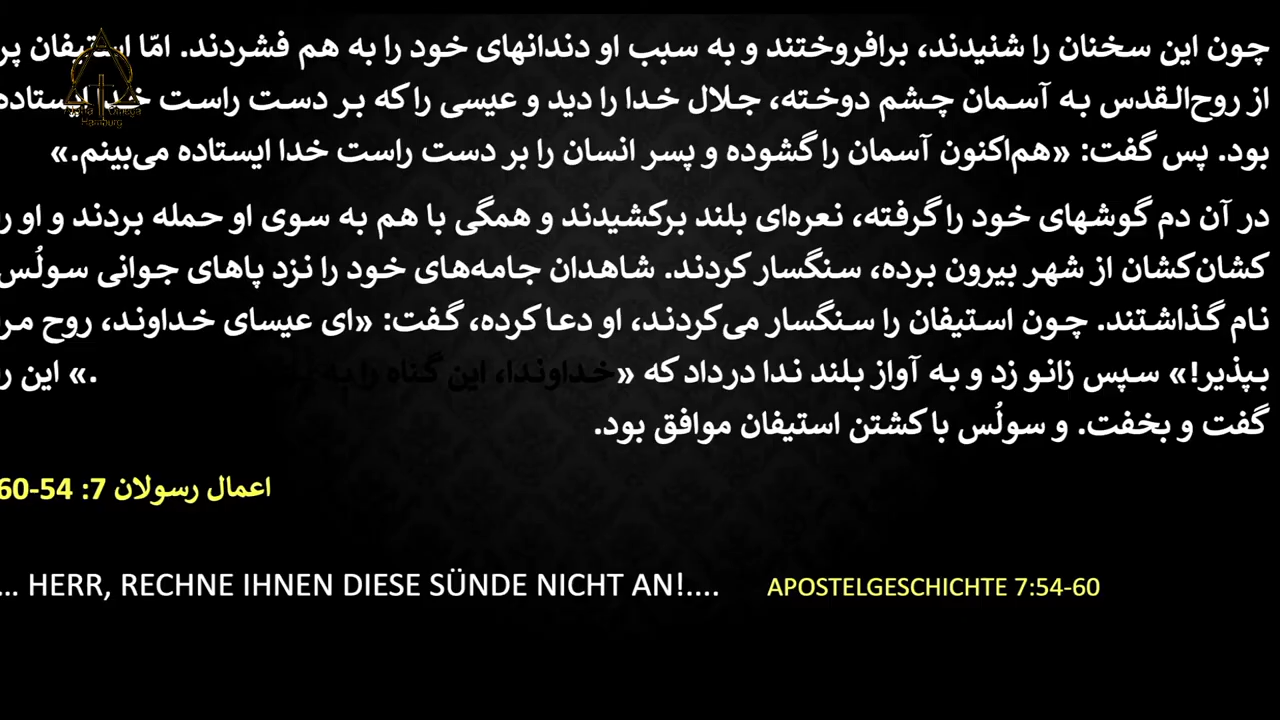 چون این سخنان را شنیدند، برافروختند و به سبب او دندانهای خود را به هم فشردند. امّا استیفان پر
از روح‌القدس به آسمان چشم دوخته، جلال خدا را دید و عیسی را که بر دست راست خدا ایستاده
بود. پس گفت: «هم‌اکنون آسمان را گشوده و پسر انسان را بر دست راست خدا ایستاده می‌بینم.»
در آن دم گوشهای خود را گرفته، نعره‌ای بلند برکشیدند و همگی با هم به سوی او حمله بردند و او ر
کشان‌کشان از شهر بیرون برده، سنگسار کردند. شاهدان جامه‌های خود را نزد پاهای جوانی سولُس
نام گذاشتند. چون استیفان را سنگسار می‌کردند، او دعا کرده، گفت: «ای عیسای خداوند، روح مر
بپذیر!» سپس زانو زد و به آواز بلند ندا درداد که «خداوندا، این گناه را به .» این ر
گفت و بخفت. و سولُس با کشتن استیفان موافق بود.
اعمال رسولان 7: 54-60
... HERR, RECHNE IHNEN DIESE SÜNDE NICHT AN!.... APOSTELGESCHICHTE 7:54-60
Hamburg